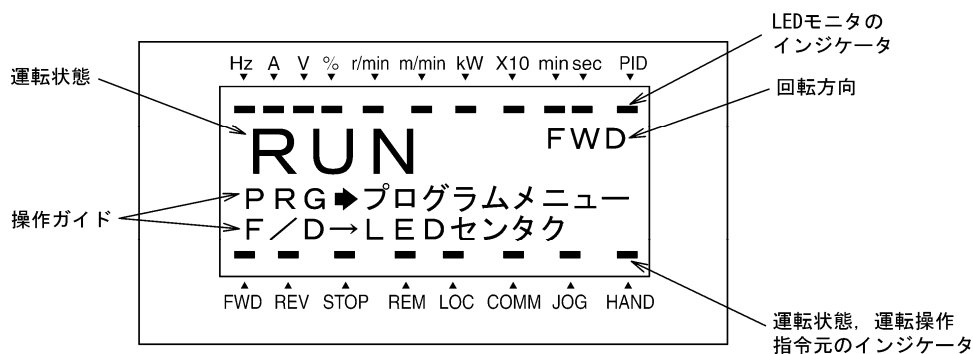 LEDモニタの
インジケータ
Hz A V % r/min m/min kW X10 min sec PID
運転状態
回転方向
RUN
FWD
PRG➡プログラムメニュー
操作ガイド
F/D→LEDセンタク
FWD REV STOP REM LOC COMM JOG HAND
運転状態，運転操作
指令元のインジケータ